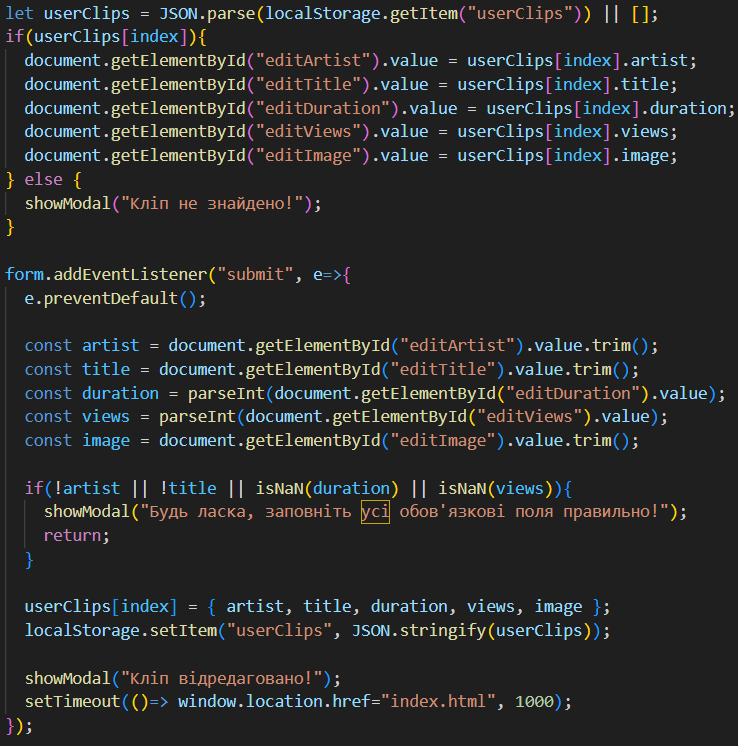 let userClips = JSON.parse(localStorage.getItem("userClips")) || [];
if(userClips[index]){
  document.getElementById("editArtist").value = userClips[index].artist;
  document.getElementById("editTitle").value = userClips[index].title;
  document.getElementById("editDuration").value = userClips[index].duration;
  document.getElementById("editViews").value = userClips[index].views;
  document.getElementById("editImage").value = userClips[index].image;
} else {
  showModal("Кліп не знайдено!");
}

form.addEventListener("submit", e=>{
  e.preventDefault();

  const artist = document.getElementById("editArtist").value.trim();
  const title = document.getElementById("editTitle").value.trim();
  const duration = parseInt(document.getElementById("editDuration").value);
  const views = parseInt(document.getElementById("editViews").value);
  const image = document.getElementById("editImage").value.trim();

  if(!artist || !title || isNaN(duration) || isNaN(views)){
    showModal("Будь ласка, заповніть усі обов'язкові поля правильно!");
    return;
  }

  userClips[index] = { artist, title, duration, views, image };
  localStorage.setItem("userClips", JSON.stringify(userClips));

  showModal("Кліп відредаговано!");
  setTimeout(()=> window.location.href="index.html", 1000);
});